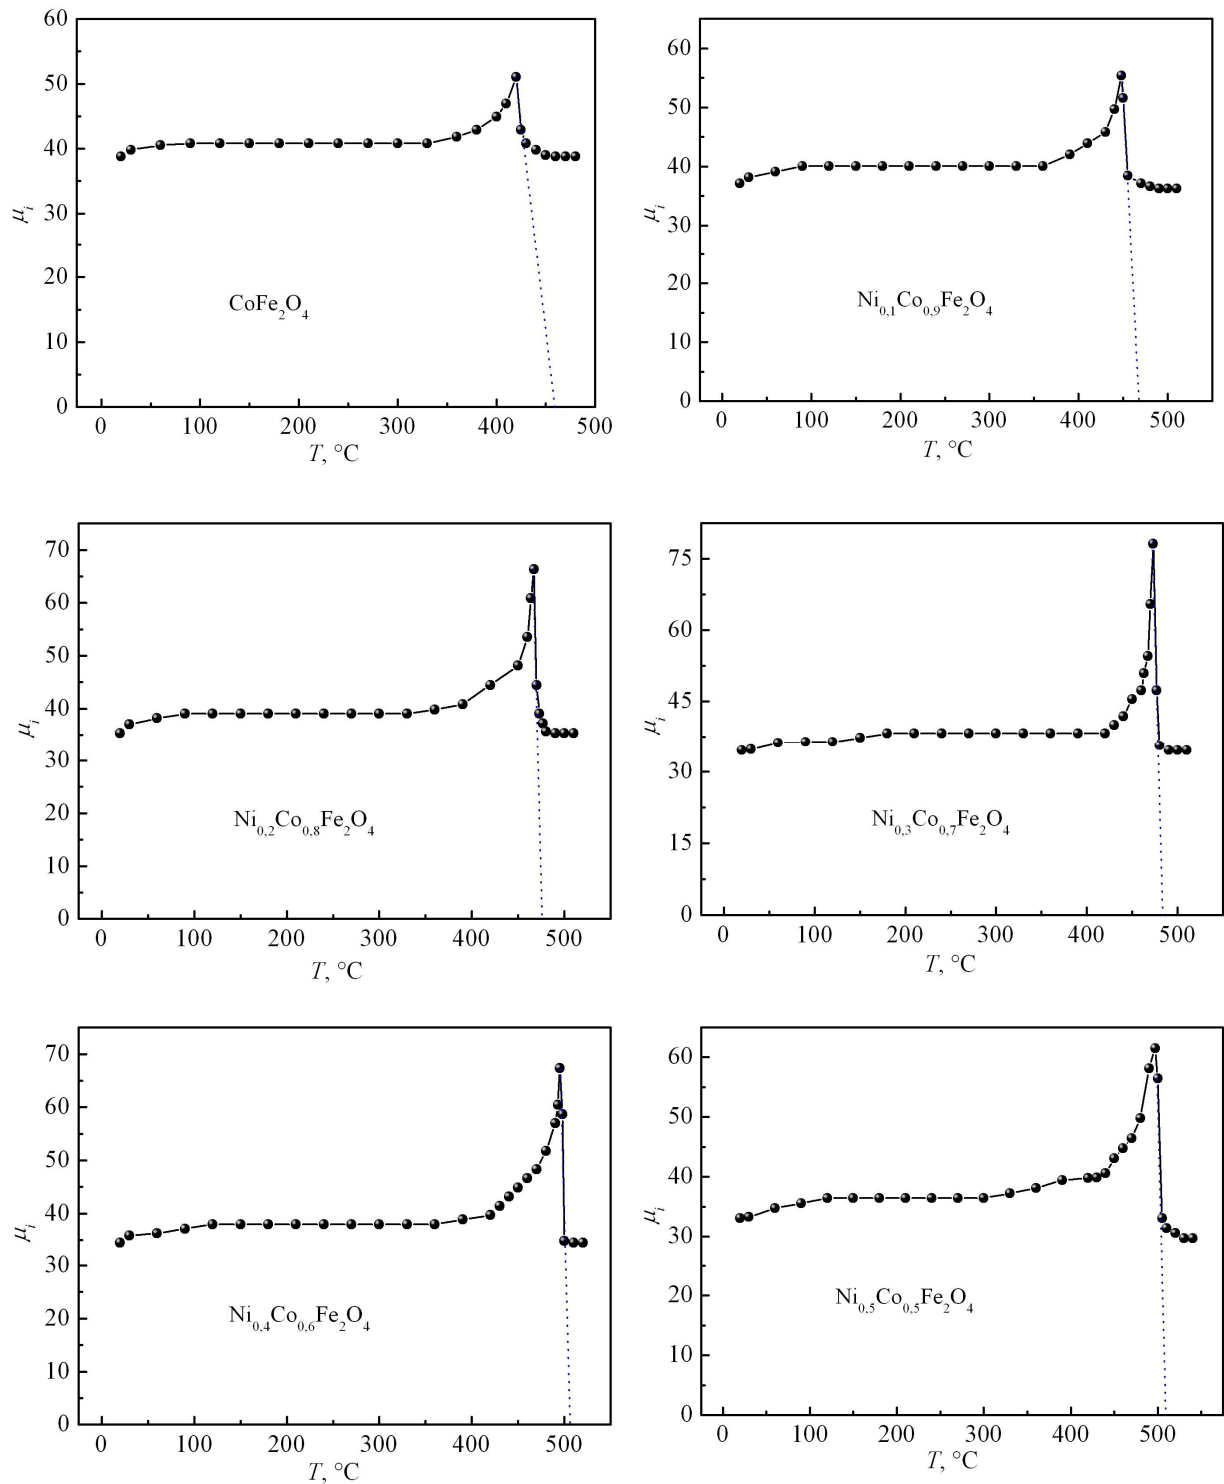 60
50
40
30
20
10
0
μᵢ
CoFe₂O₄
0 100 200 300 400 500
T, °C
60
50
40
30
20
10
0
μᵢ
Ni₀,₁Co₀,₉Fe₂O₄
0 100 200 300 400 500
T, °C
70
60
50
40
30
20
10
0
μᵢ
Ni₀,₂Co₀,₈Fe₂O₄
0 100 200 300 400 500
T, °C
75
60
45
30
15
0
μᵢ
Ni₀,₃Co₀,₇Fe₂O₄
0 100 200 300 400 500
T, °C
70
60
50
40
30
20
10
0
μᵢ
Ni₀,₄Co₀,₆Fe₂O₄
0 100 200 300 400 500
T, °C
60
50
40
30
20
10
0
μᵢ
Ni₀,₅Co₀,₅Fe₂O₄
0 100 200 300 400 500
T, °C